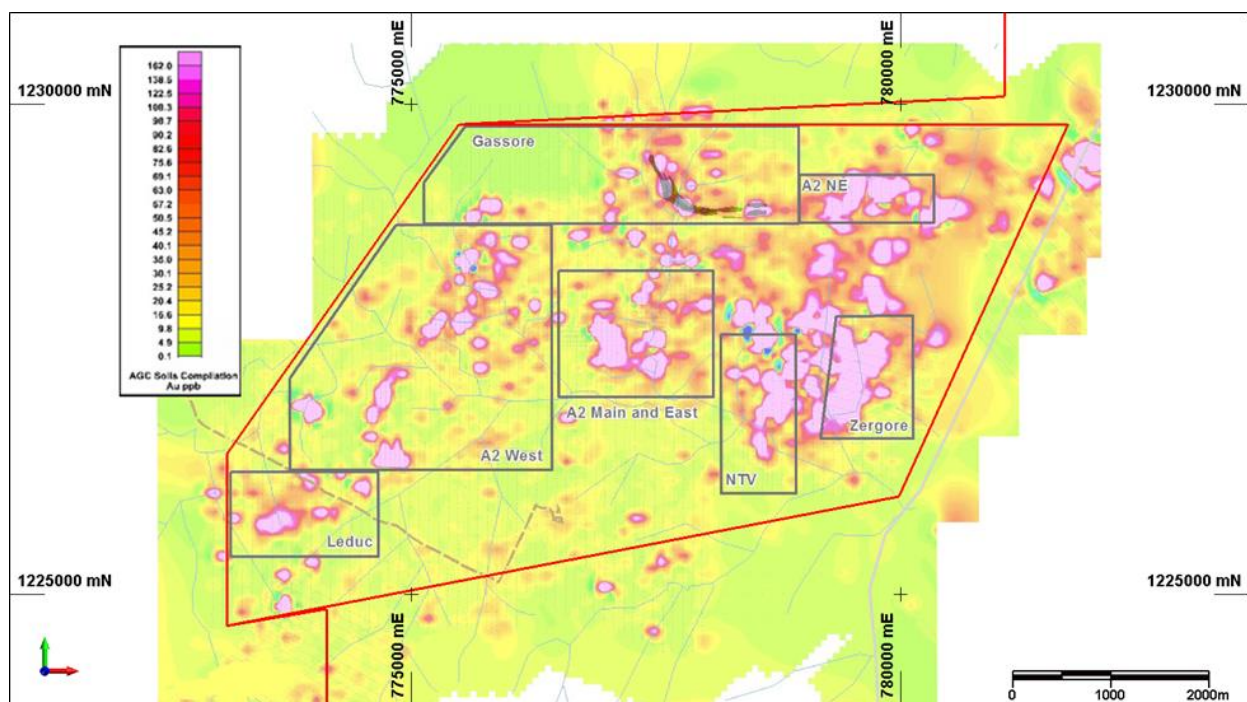 775000 mE
780000 mE
1230000 mN
1230000 mN
162.0
138.5
122.5
108.3
98.7
90.2
82.6
75.6
69.1
63.0
57.2
50.5
45.2
40.1
35.0
30.1
25.2
20.4
15.6
9.8
4.9
0.1
AGC Soils Compilation
Au ppb
Gassore
A2 NE
A2 Main and East
Zergore
A2 West
NTV
Leduc
1225000 mN
1225000 mN
775000 mE
780000 mE
0 1000 2000m